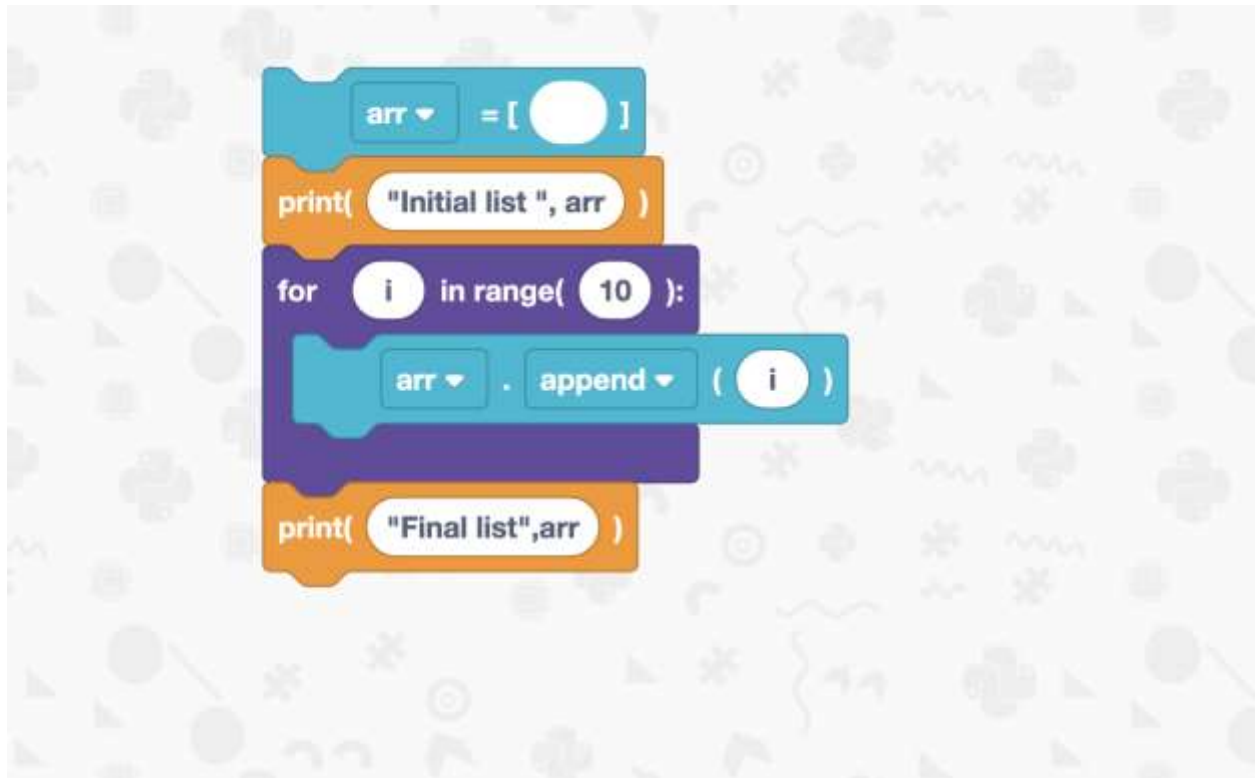 arr = [ ]
print( "Initial list ", arr )
for i in range( 10 ):
arr . append ( i )
print( "Final list",arr )